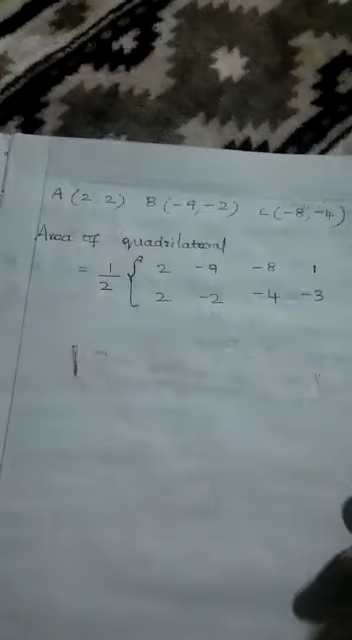 A (2 2) B (-9, -2) C (-8, -4)
Area of quadrilateral
= 1/2 { 2 -9 -8 1
2 -2 -4 -3